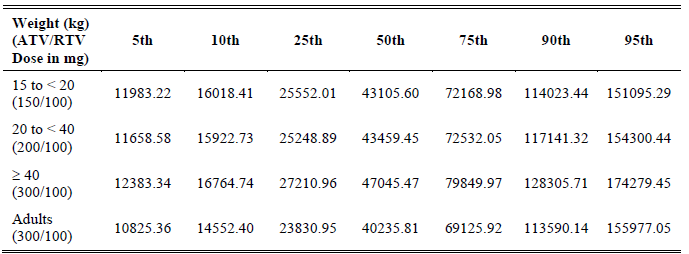 Weight (kg)
(ATV/RTV
Dose in mg) 5th 10th 25th 50th 75th 90th 95th
15 to < 20
(150/100) 11983.22 16018.41 25552.01 43105.60 72168.98 114023.44 151095.29
20 to < 40
(200/100) 11658.58 15922.73 25248.89 43459.45 72532.05 117141.32 154300.44
≥ 40
(300/100) 12383.34 16764.74 27210.96 47045.47 79849.97 128305.71 174279.45
Adults
(300/100) 10825.36 14552.40 23830.95 40235.81 69125.92 113590.14 155977.05